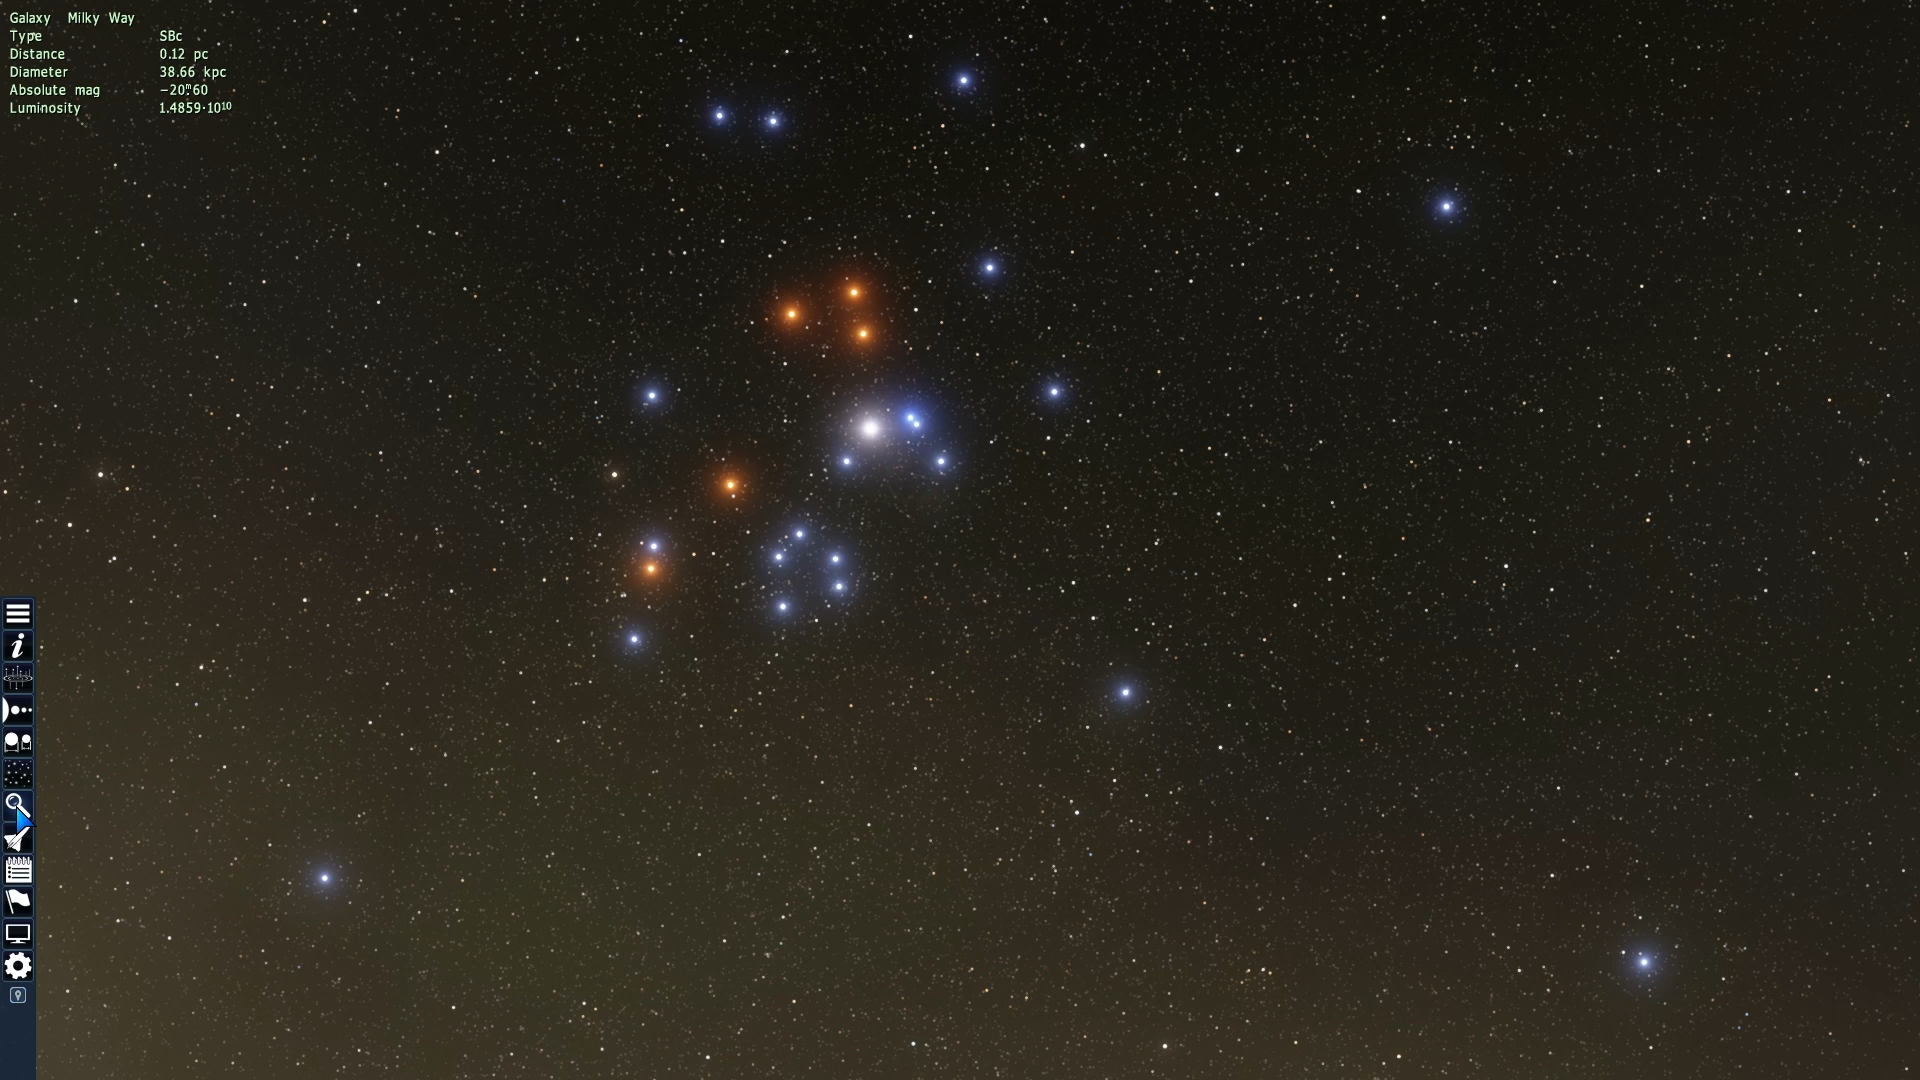 Galaxy Milky Way
Type SBc
Distance 0.12 pc
Diameter 38.66 kpc
Absolute mag −20ᵐ60
Luminosity 1.4859·10¹⁰